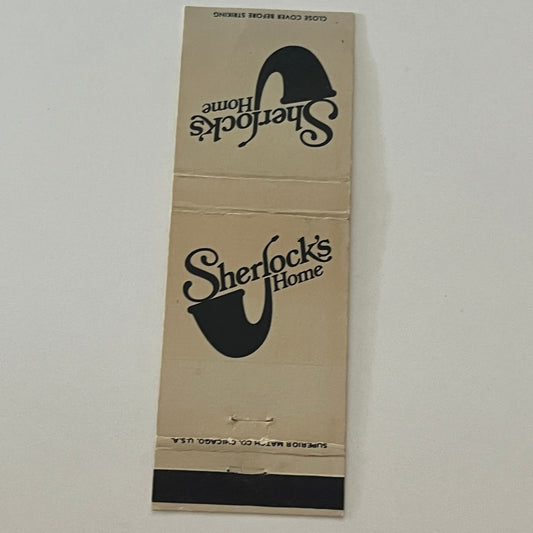 CLOSE COVER BEFORE STRIKING
Sherlock's
Home
Sherlock's
Home
SUPERIOR MATCH CO. CHICAGO, U.S.A.